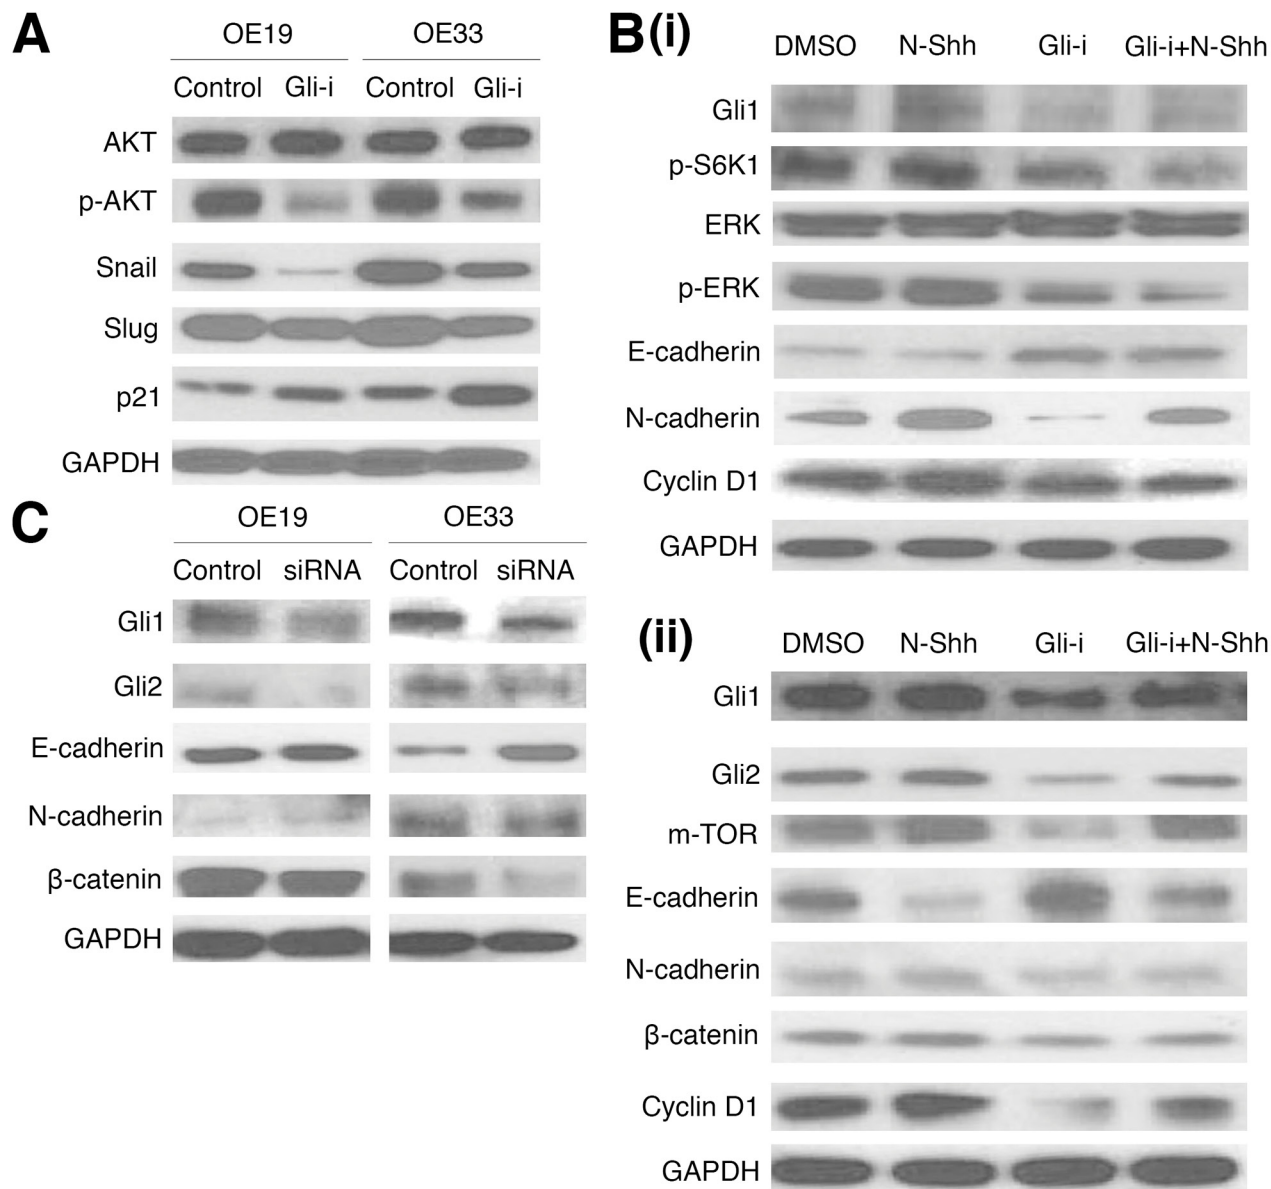 A
OE19 OE33
Control Gli-i Control Gli-i
AKT
p-AKT
Snail
Slug
p21
GAPDH
B(i)
DMSO N-Shh Gli-i Gli-i+N-Shh
Gli1
p-S6K1
ERK
p-ERK
E-cadherin
N-cadherin
Cyclin D1
GAPDH
C
OE19 OE33
Control siRNA Control siRNA
Gli1
Gli2
E-cadherin
N-cadherin
β-catenin
GAPDH
(ii)
DMSO N-Shh Gli-i Gli-i+N-Shh
Gli1
Gli2
m-TOR
E-cadherin
N-cadherin
β-catenin
Cyclin D1
GAPDH